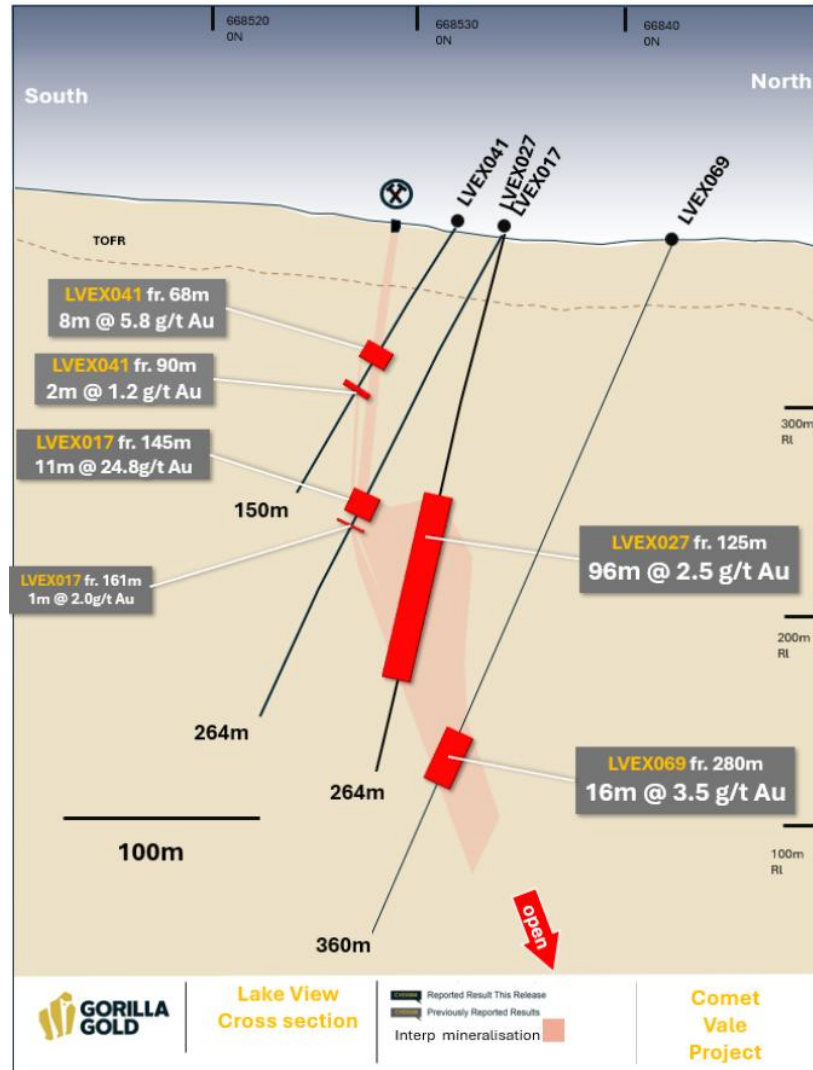 668520
0N
668530
0N
66840
0N
South
North
LVEX041
LVEX027
LVEX017
LVEX069
TOFR
LVEX041 fr. 68m
8m @ 5.8 g/t Au
LVEX041 fr. 90m
2m @ 1.2 g/t Au
LVEX017 fr. 145m
11m @ 24.8g/t Au
LVEX017 fr. 161m
1m @ 2.0g/t Au
300m
Rl
150m
LVEX027 fr. 125m
96m @ 2.5 g/t Au
200m
Rl
264m
264m
LVEX069 fr. 280m
16m @ 3.5 g/t Au
100m
100m
Rl
360m
open
GORILLA
GOLD
Lake View
Cross section
Reported Result This Release
Previously Reported Results
Interp mineralisation
Comet
Vale
Project